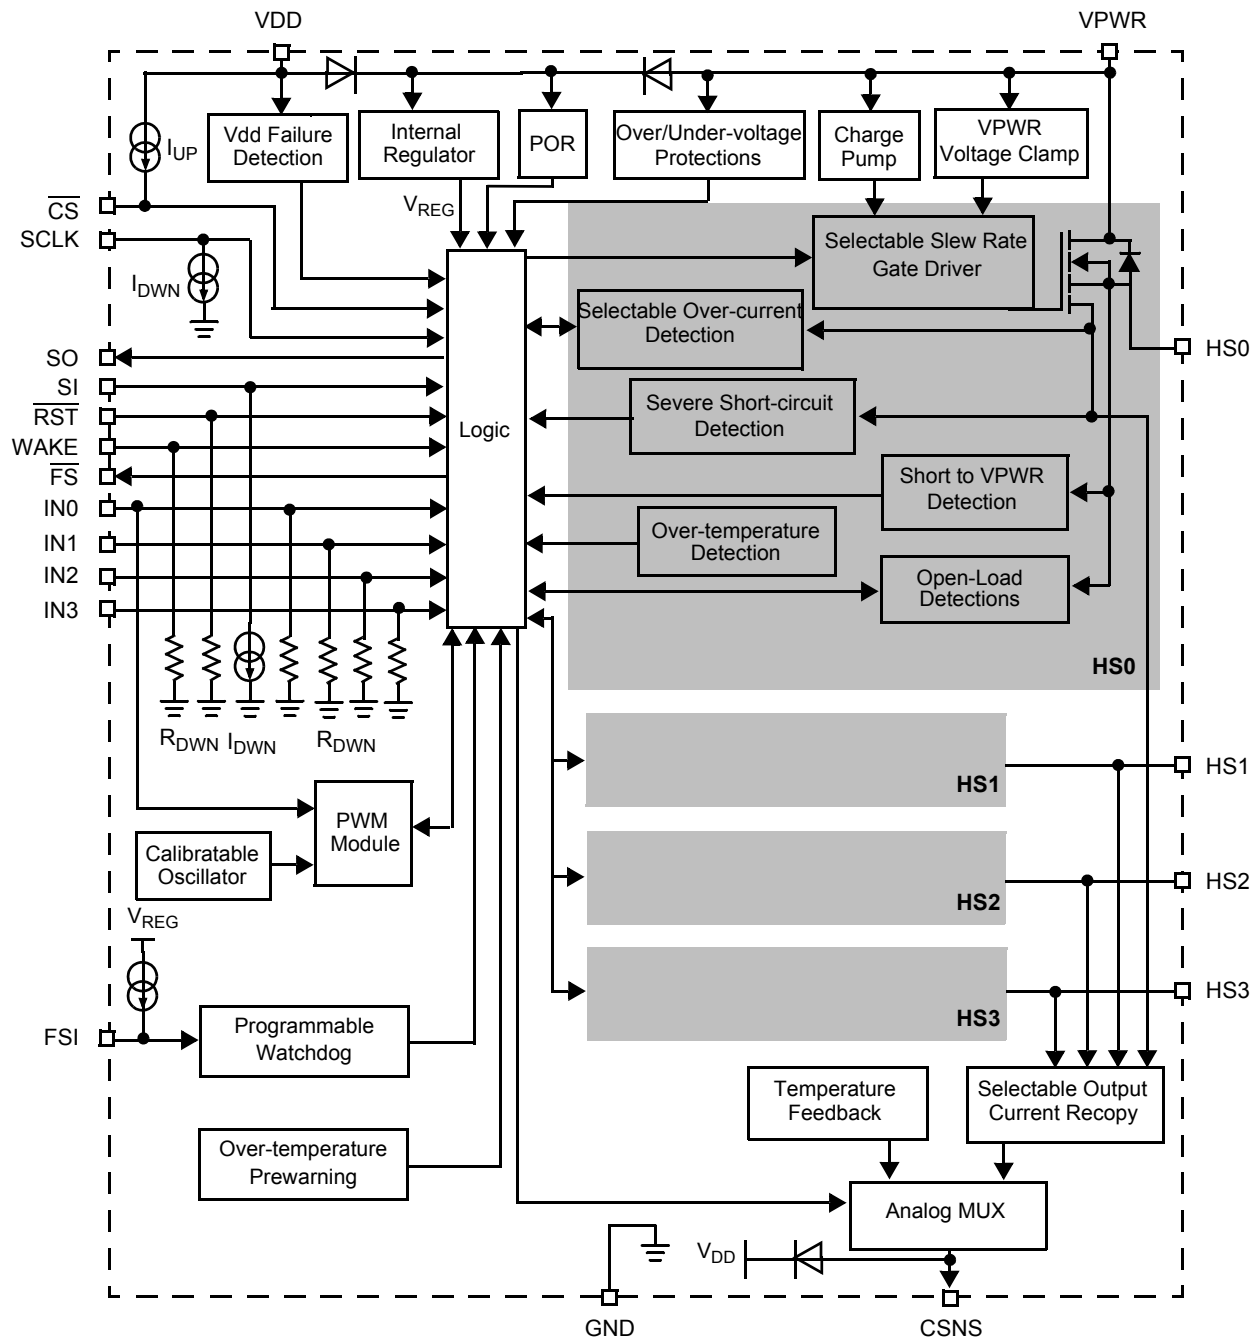 VDD
VPWR
Vdd Failure
Detection
Internal
Regulator
POR
Over/Under-voltage
Protections
Charge
Pump
VPWR
Voltage Clamp
IUP
VREG
CS
SCLK
IDWN
SO
SI
RST
WAKE
FS
IN0
IN1
IN2
IN3
Logic
Selectable Slew Rate
Gate Driver
Selectable Over-current
Detection
Severe Short-circuit
Detection
Short to VPWR
Detection
Over-temperature
Detection
Open-Load
Detections
HS0
HS0
RDWN
IDWN
RDWN
PWM
Module
Calibratable
Oscillator
VREG
FSI
Programmable
Watchdog
Over-temperature
Prewarning
HS1
HS1
HS2
HS2
HS3
HS3
Temperature
Feedback
Selectable Output
Current Recopy
Analog MUX
VDD
GND
CSNS